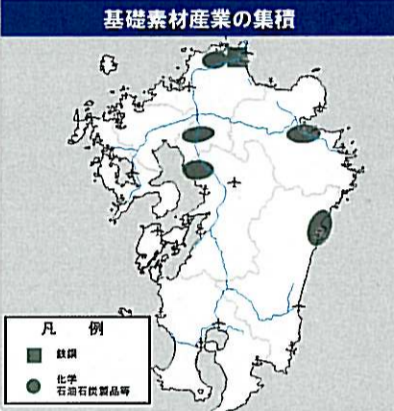 基礎素材産業の集積
凡例
鉄鋼
化学
石油石炭製品等